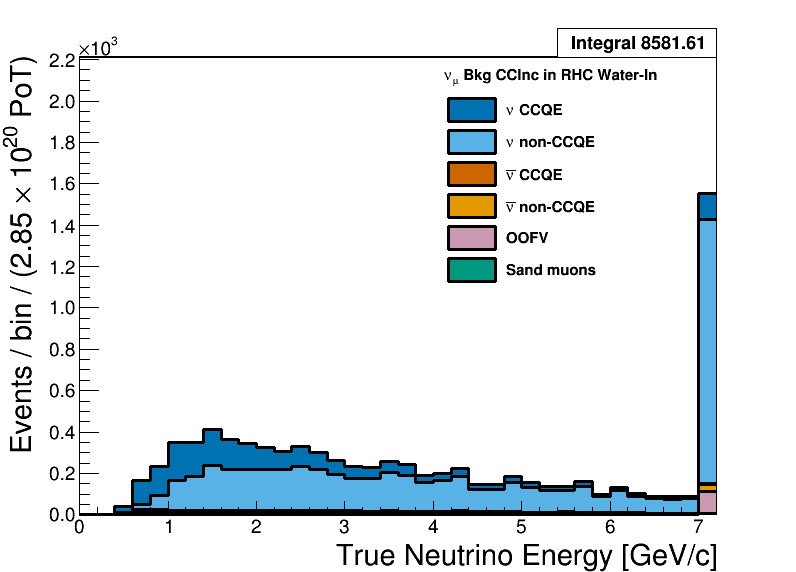 Integral 8581.61
×10³
ν_μ Bkg CCInc in RHC Water-In
ν CCQE
ν non-CCQE
ν̅ CCQE
ν̅ non-CCQE
OOFV
Sand muons
Events / bin / (2.85 × 10²⁰ PoT)
2.2
2.0
1.8
1.6
1.4
1.2
1.0
0.8
0.6
0.4
0.2
0.0
0 1 2 3 4 5 6 7
True Neutrino Energy [GeV/c]